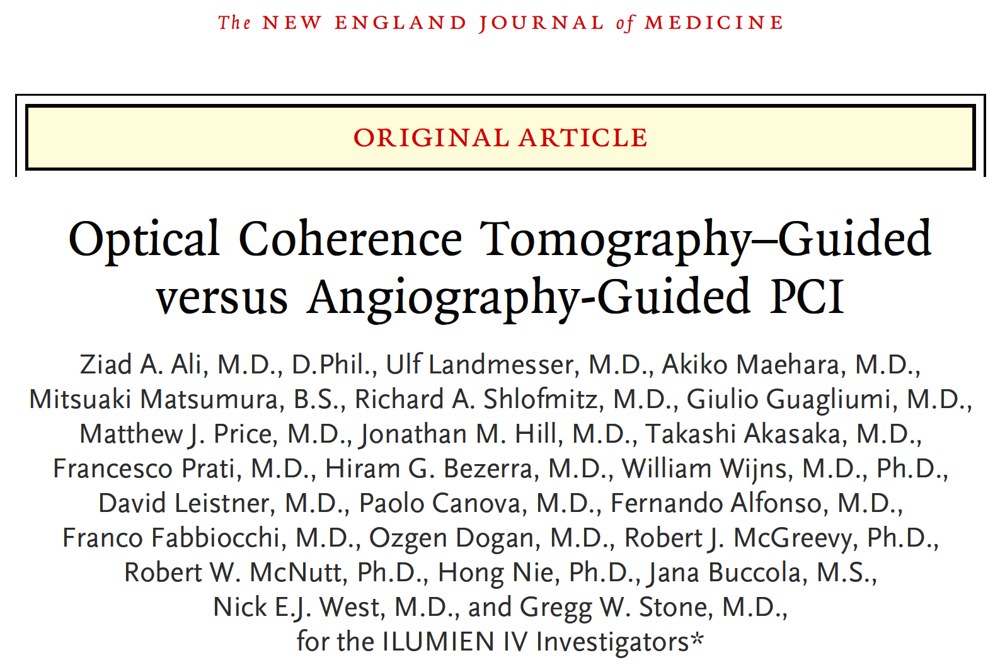 The NEW ENGLAND JOURNAL of MEDICINE
ORIGINAL ARTICLE
Optical Coherence Tomography–Guided
versus Angiography-Guided PCI
Ziad A. Ali, M.D., D.Phil., Ulf Landmesser, M.D., Akiko Maehara, M.D.,
Mitsuaki Matsumura, B.S., Richard A. Shlofmitz, M.D., Giulio Guagliumi, M.D.,
Matthew J. Price, M.D., Jonathan M. Hill, M.D., Takashi Akasaka, M.D.,
Francesco Prati, M.D., Hiram G. Bezerra, M.D., William Wijns, M.D., Ph.D.,
David Leistner, M.D., Paolo Canova, M.D., Fernando Alfonso, M.D.,
Franco Fabbiocchi, M.D., Ozgen Dogan, M.D., Robert J. McGreevy, Ph.D.,
Robert W. McNutt, Ph.D., Hong Nie, Ph.D., Jana Buccola, M.S.,
Nick E.J. West, M.D., and Gregg W. Stone, M.D.,
for the ILUMIEN IV Investigators*